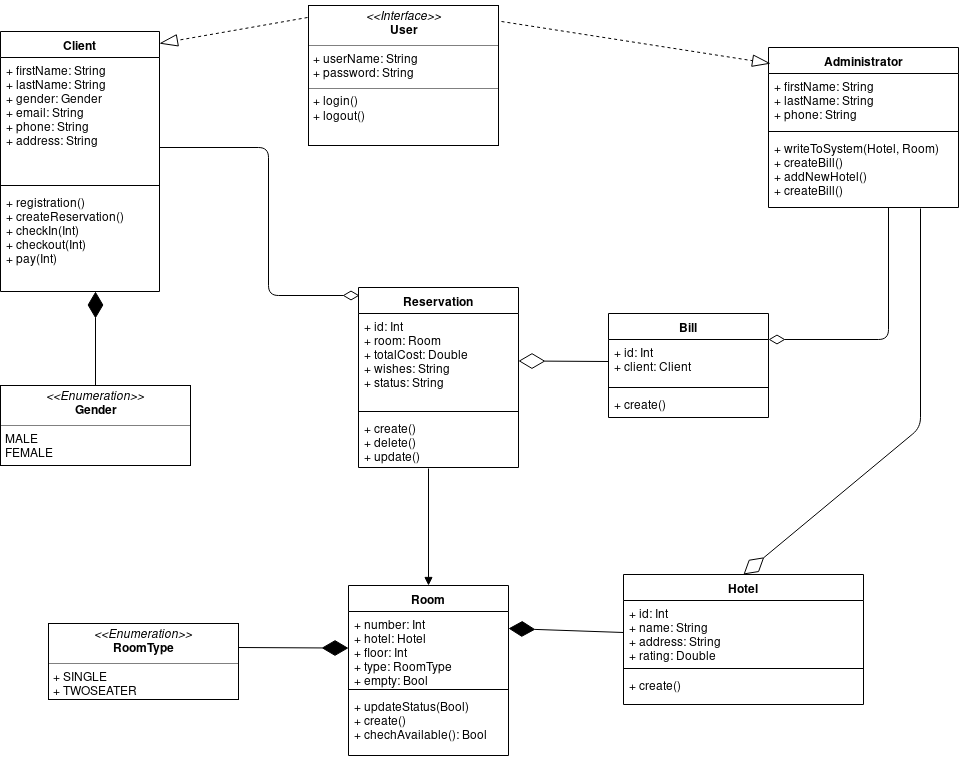 <<Interface>>
User
+ userName: String
+ password: String
+ login()
+ logout()
Client
+ firstName: String
+ lastName: String
+ gender: Gender
+ email: String
+ phone: String
+ address: String
+ registration()
+ createReservation()
+ checkIn(Int)
+ checkout(Int)
+ pay(Int)
Administrator
+ firstName: String
+ lastName: String
+ phone: String
+ writeToSystem(Hotel, Room)
+ createBill()
+ addNewHotel()
+ createBill()
Reservation
+ id: Int
+ room: Room
+ totalCost: Double
+ wishes: String
+ status: String
+ create()
+ delete()
+ update()
Bill
+ id: Int
+ client: Client
+ create()
<<Enumeration>>
Gender
MALE
FEMALE
<<Enumeration>>
RoomType
+ SINGLE
+ TWOSEATER
Room
+ number: Int
+ hotel: Hotel
+ floor: Int
+ type: RoomType
+ empty: Bool
+ updateStatus(Bool)
+ create()
+ chechAvailable(): Bool
Hotel
+ id: Int
+ name: String
+ address: String
+ rating: Double
+ create()